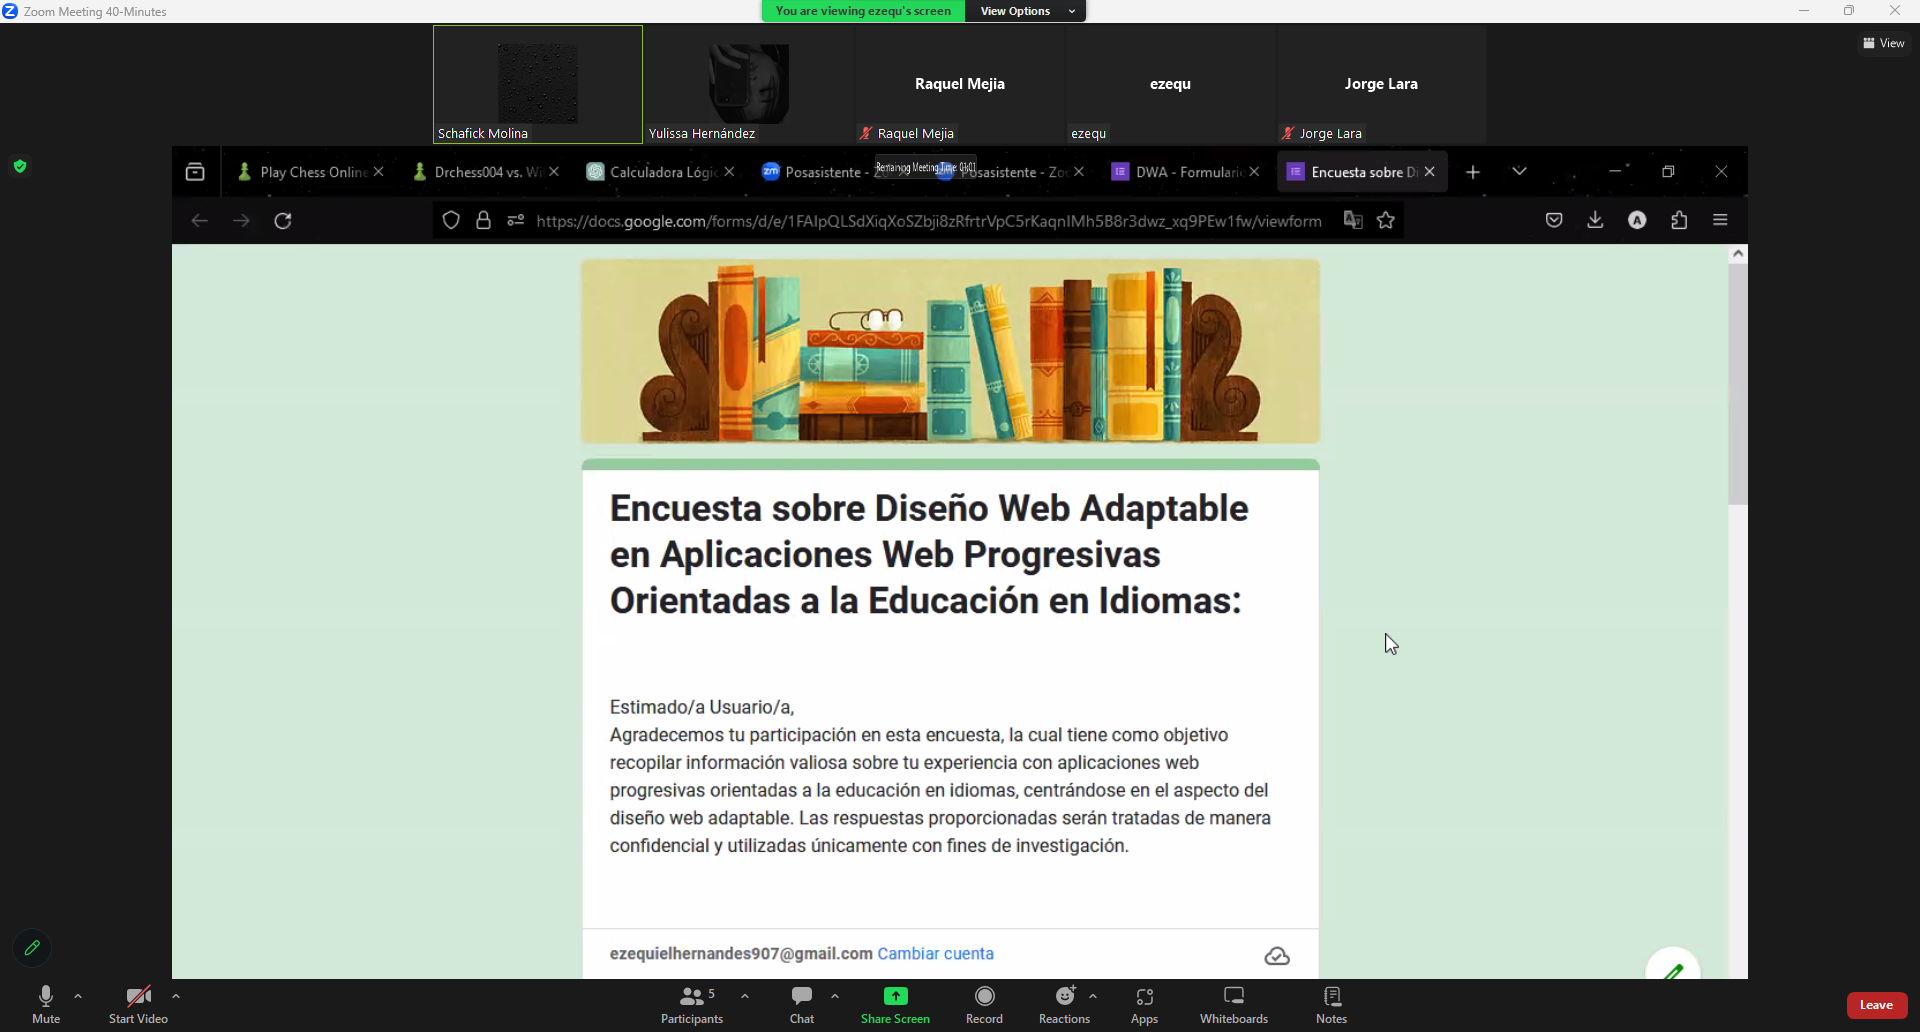 Zoom Meeting 40-Minutes
You are viewing ezequ's screen View Options
View
Raquel Mejia
ezequ
Jorge Lara
Schafick Molina
Yulissa Hernández
Raquel Mejia
ezequ
Jorge Lara
Play Chess Online
Drchess004 vs.
Calculadora Lógic
zm Posasistente -
Remaining Meeting Time:
Posasistente - Zo
DWA - Formulario
Encuesta sobre D
https://docs.google.com/forms/d/e/1FAIpQLSdXiqXoSZbji8zRfrtrVpC5rKaqnIMh5B8r3dwz_xq9PEw1fw/viewform
A
Encuesta sobre Diseño Web Adaptable
en Aplicaciones Web Progresivas
Orientadas a la Educación en Idiomas:
Estimado/a Usuario/a,
Agradecemos tu participación en esta encuesta, la cual tiene como objetivo
recopilar información valiosa sobre tu experiencia con aplicaciones web
progresivas orientadas a la educación en idiomas, centrándose en el aspecto del
diseño web adaptable. Las respuestas proporcionadas serán tratadas de manera
confidencial y utilizadas únicamente con fines de investigación.
ezequielhernandes907@gmail.com Cambiar cuenta
5
Mute
Start Video
Participants
Chat
Share Screen
Record
Reactions
Apps
Whiteboards
Notes
Leave